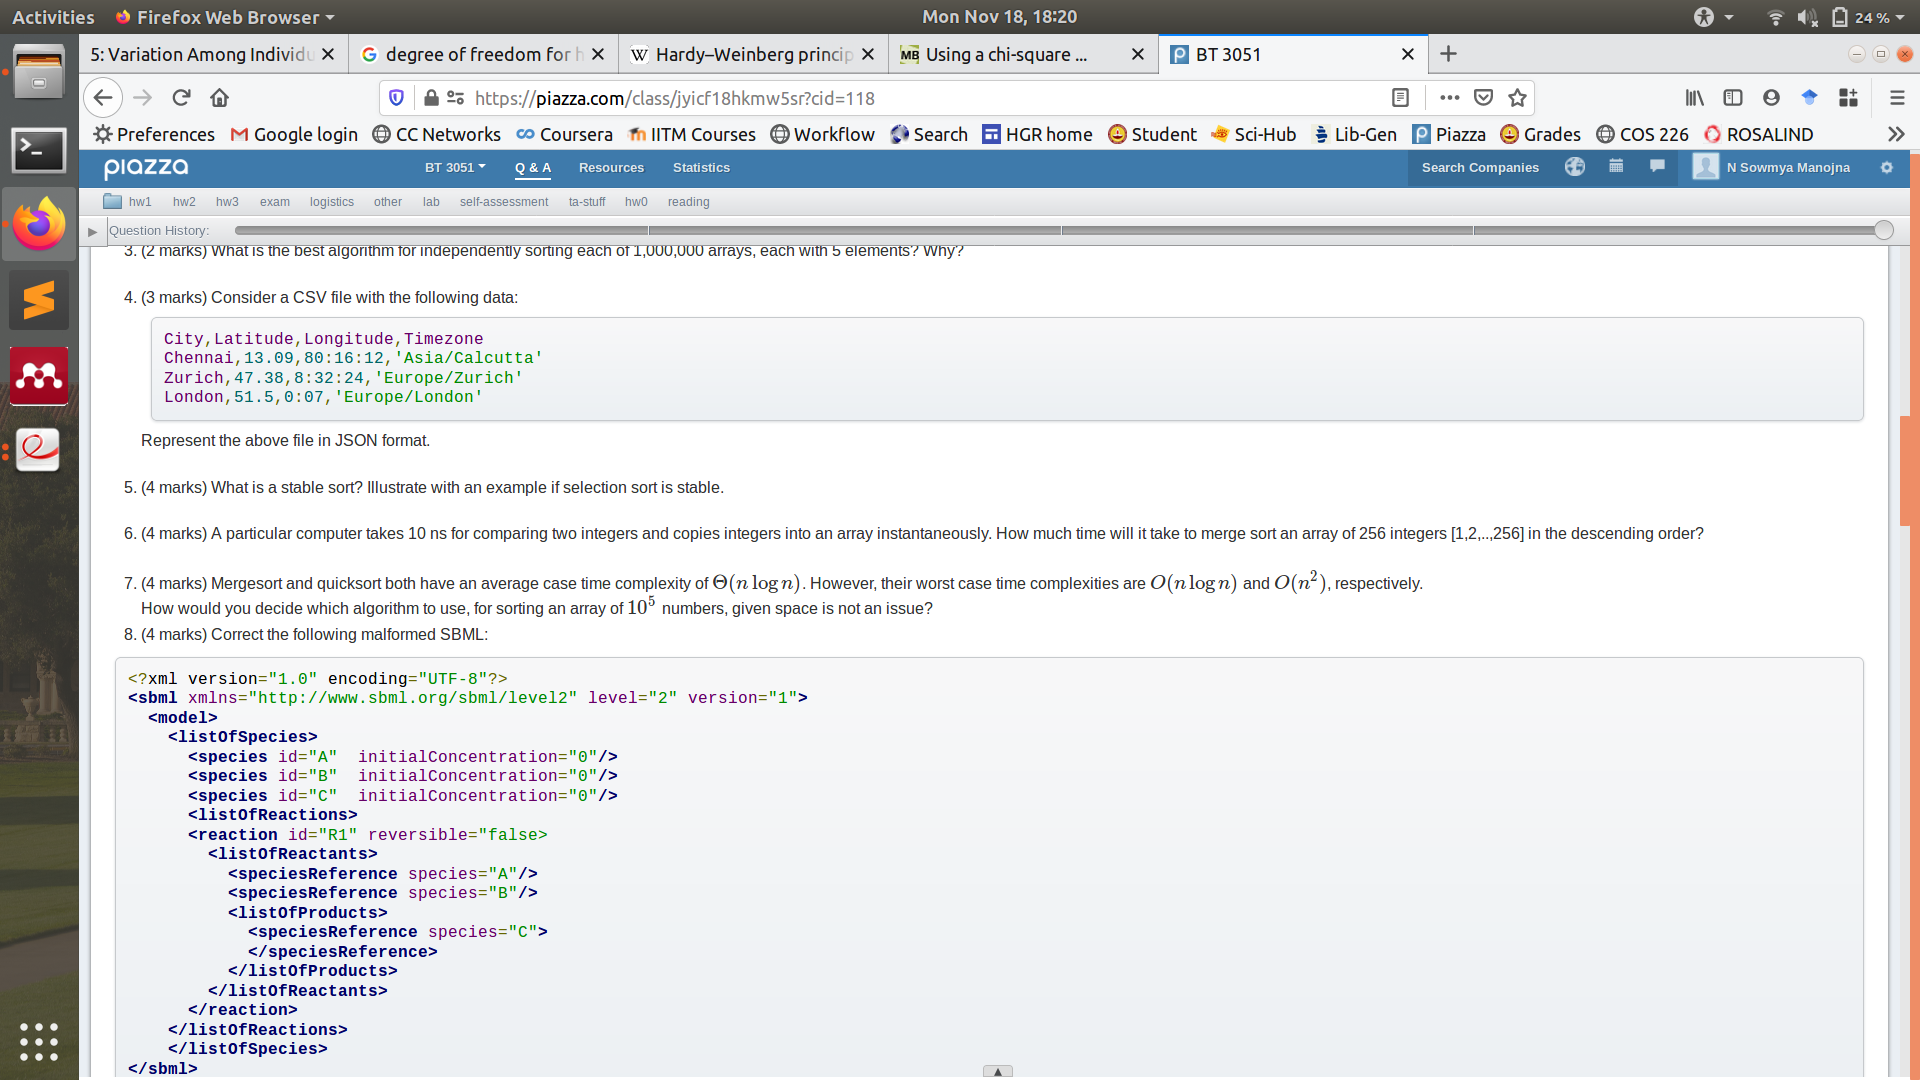 Activities Firefox Web Browser Mon Nov 18, 18:20 24 %
5: Variation Among Individu degree of freedom for h Hardy–Weinberg princip Using a chi-square ... BT 3051
https://piazza.com/class/jyicf18hkmw5sr?cid=118
Preferences Google login CC Networks Coursera IITM Courses Workflow Search HGR home Student Sci-Hub Lib-Gen Piazza Grades COS 226 ROSALIND
piazza BT 3051 Q & A Resources Statistics Search Companies N Sowmya Manojna
hw1 hw2 hw3 exam logistics other lab self-assessment ta-stuff hw0 reading
Question History:
3. (2 marks) What is the best algorithm for independently sorting each of 1,000,000 arrays, each with 5 elements? Why?
4. (3 marks) Consider a CSV file with the following data:
City,Latitude,Longitude,Timezone
Chennai,13.09,80:16:12,'Asia/Calcutta'
Zurich,47.38,8:32:24,'Europe/Zurich'
London,51.5,0:07,'Europe/London'
Represent the above file in JSON format.
5. (4 marks) What is a stable sort? Illustrate with an example if selection sort is stable.
6. (4 marks) A particular computer takes 10 ns for comparing two integers and copies integers into an array instantaneously. How much time will it take to merge sort an array of 256 integers [1,2,..,256] in the descending order?
7. (4 marks) Mergesort and quicksort both have an average case time complexity of Θ(n log n). However, their worst case time complexities are O(n log n) and O(n²), respectively.
How would you decide which algorithm to use, for sorting an array of 10⁵ numbers, given space is not an issue?
8. (4 marks) Correct the following malformed SBML:
<?xml version="1.0" encoding="UTF-8"?>
<sbml xmlns="http://www.sbml.org/sbml/level2" level="2" version="1">
<model>
<listOfSpecies>
<species id="A"  initialConcentration="0"/>
<species id="B"  initialConcentration="0"/>
<species id="C"  initialConcentration="0"/>
<listOfReactions>
<reaction id="R1" reversible="false>
<listOfReactants>
<speciesReference species="A"/>
<speciesReference species="B"/>
<listOfProducts>
<speciesReference species="C">
</speciesReference>
</listOfProducts>
</listOfReactants>
</reaction>
</listOfReactions>
</listOfSpecies>
</sbml>